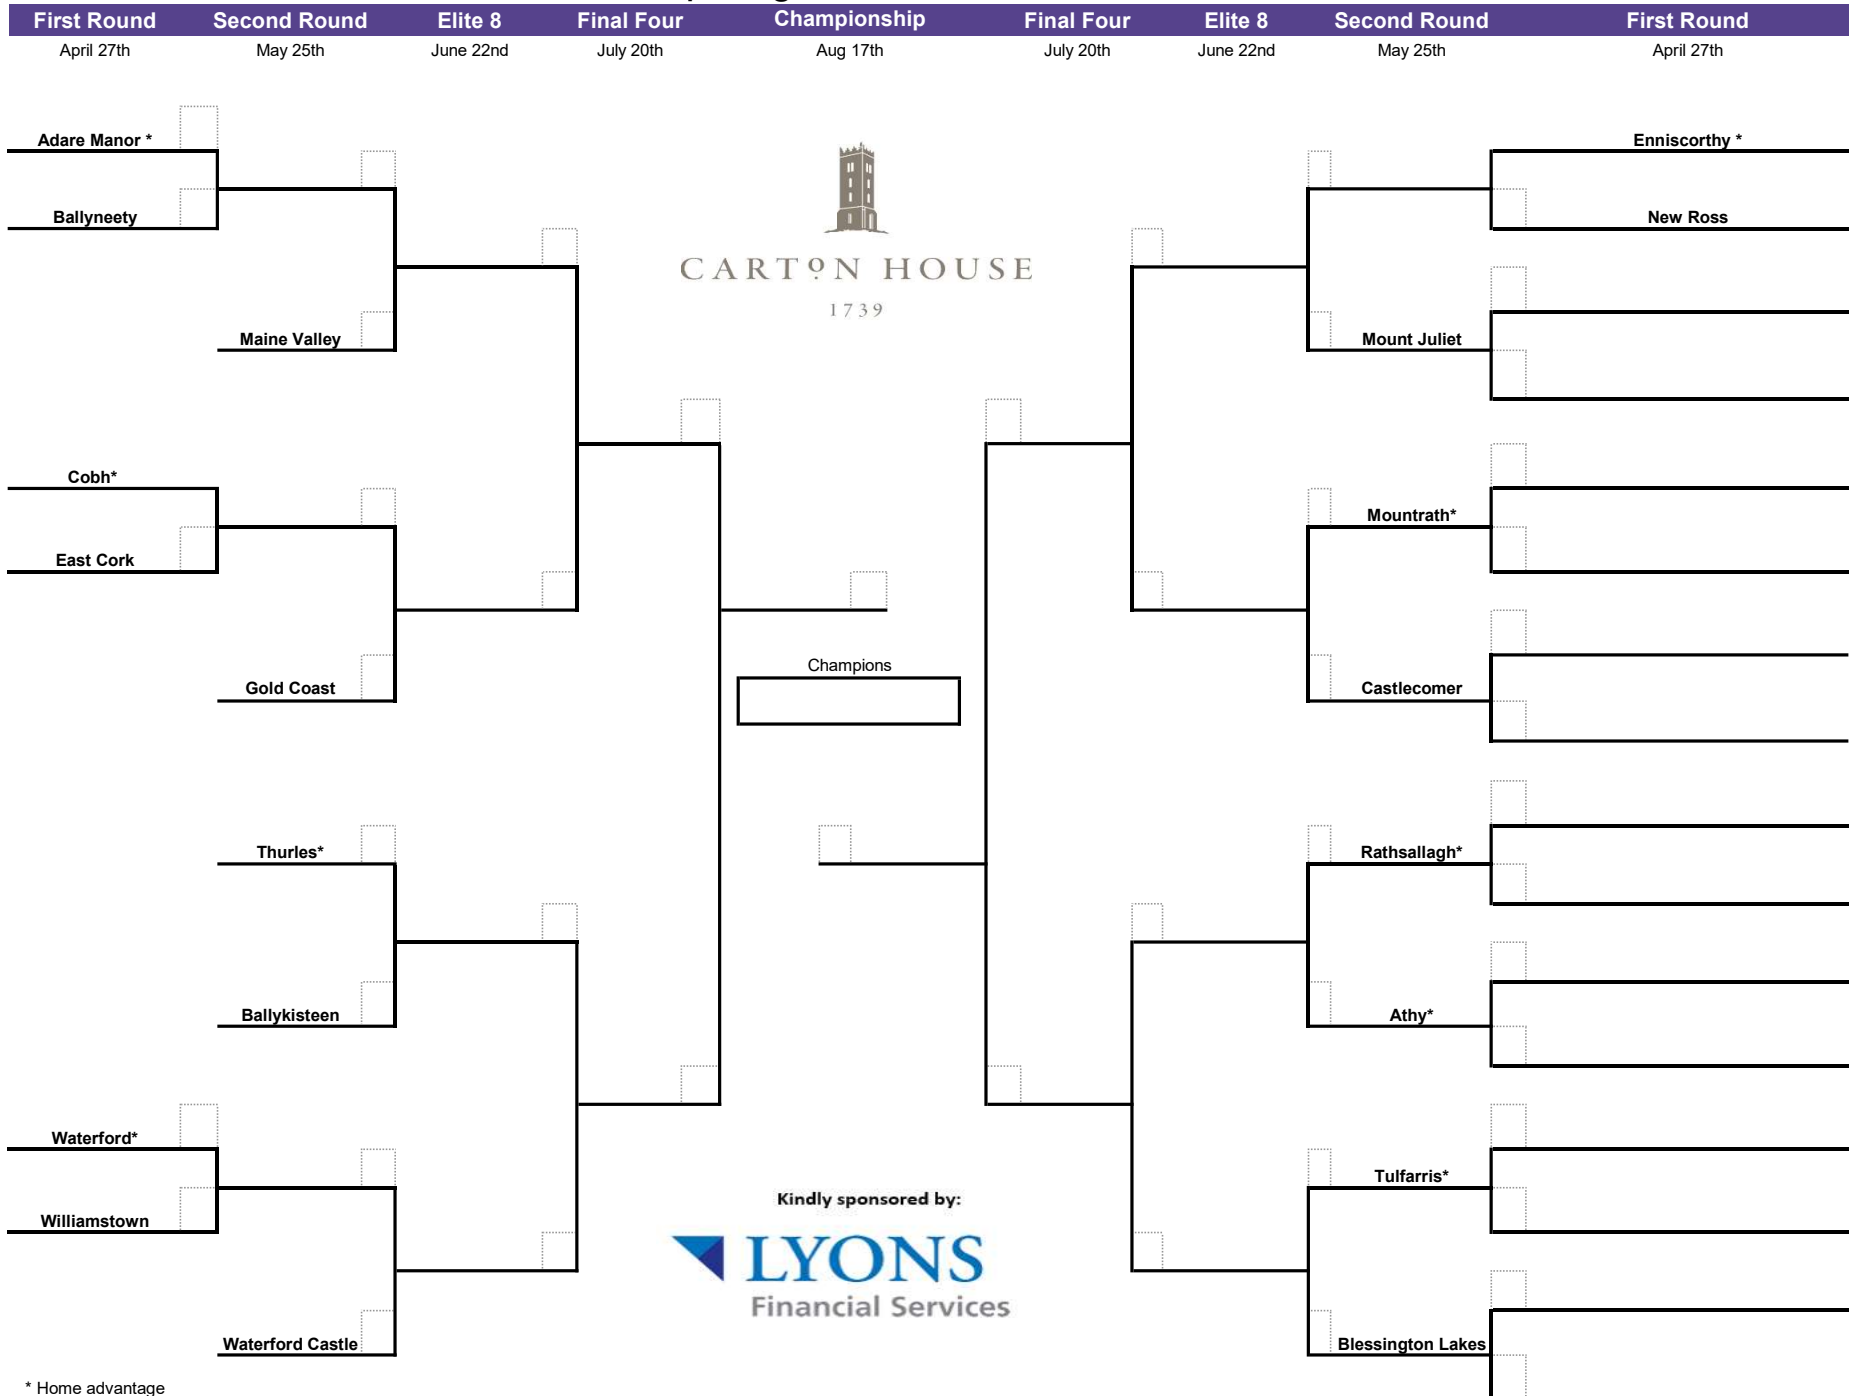 First Round Second Round Elite 8 Final Four Championship Final Four Elite 8 Second Round First Round
April 27th May 25th June 22nd July 20th Aug 17th July 20th June 22nd May 25th April 27th
Adare Manor * Enniscorthy *
Ballyneety New Ross
CARTON HOUSE
1739
Maine Valley Mount Juliet
Cobh* 
Mountrath*
East Cork
Champions
Gold Coast Castlecomer
Thurles* Rathsallagh*
Ballykisteen Athy*
Waterford*
Tulfarris*
Kindly sponsored by:
Williamstown
LYONS
Financial Services
Waterford Castle Blessington Lakes
* Home advantage